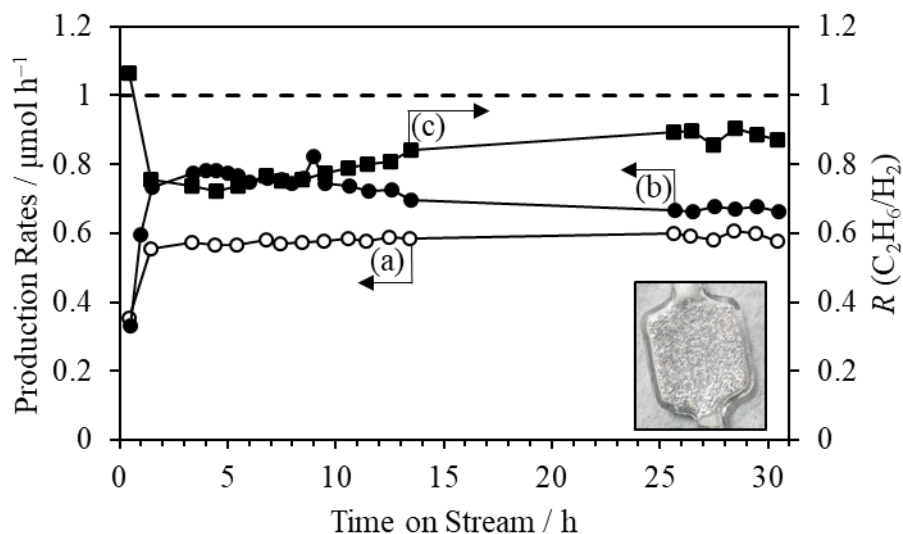 1.2
1
0.8
0.6
0.4
0.2
0
Production Rates / μmol h⁻¹
(c)
(b)
(a)
1.2
1
0.8
0.6
0.4
0.2
0
R (C₂H₆/H₂)
0 5 10 15 20 25 30
Time on Stream / h